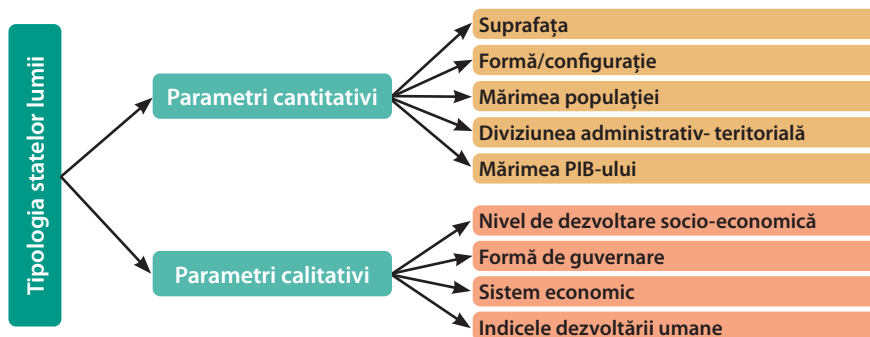 Tipologia statelor lumii
Parametri cantitativi
Suprafața
Formă/configurație
Mărimea populației
Diviziunea administrativ- teritorială
Mărimea PIB-ului
Parametri calitativi
Nivel de dezvoltare socio-economică
Formă de guvernare
Sistem economic
Indicele dezvoltării umane